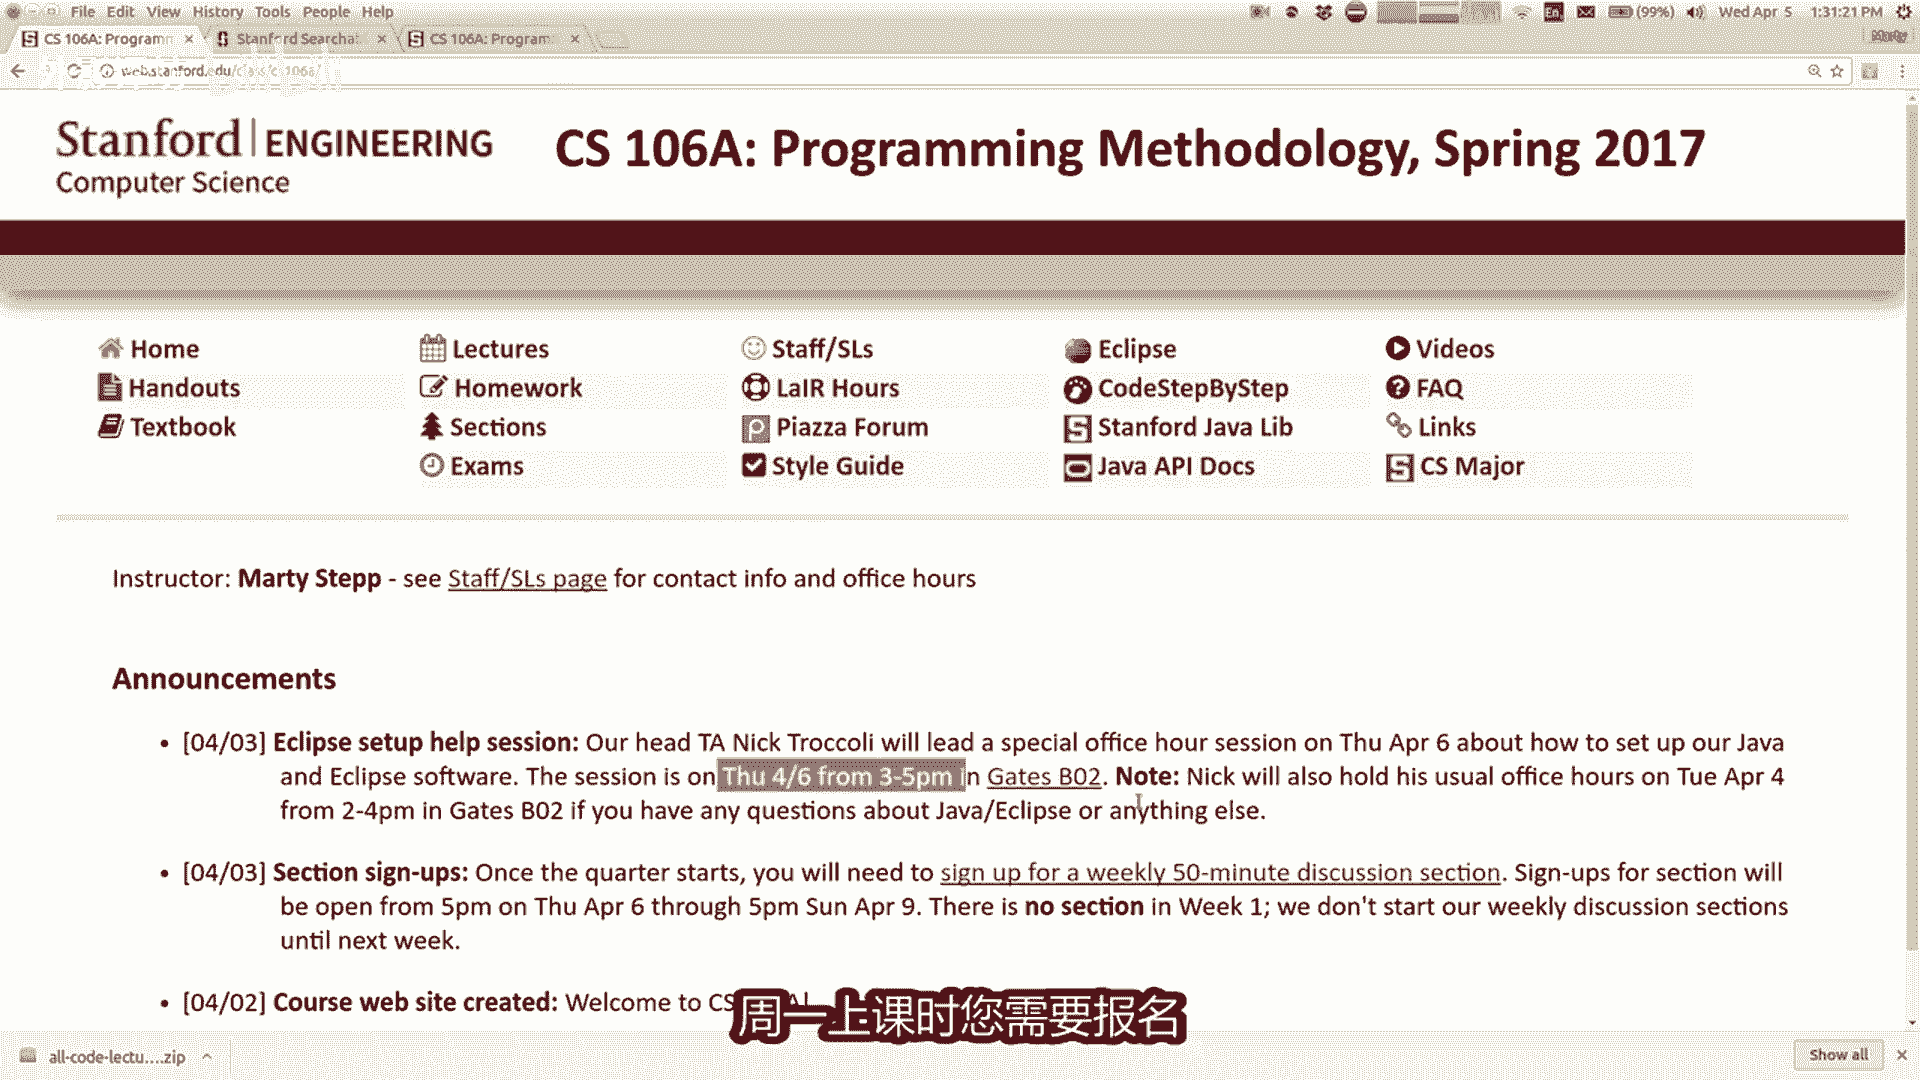 File Edit View History Tools People Help
En (99%) Wed Apr 5 1:31:21 PM
CS 106A: Programm × Stanford Searchat × CS 106A: Program ×
Marty
web.stanford.edu/class/cs106a/
Stanford | ENGINEERING
Computer Science
CS 106A: Programming Methodology, Spring 2017
Home Lectures Staff/SLs Eclipse Videos
Handouts Homework LaIR Hours CodeStepByStep FAQ
Textbook Sections Piazza Forum Stanford Java Lib Links
Exams Style Guide Java API Docs CS Major
Instructor: Marty Stepp - see Staff/SLs page for contact info and office hours
Announcements
• [04/03] Eclipse setup help session: Our head TA Nick Troccoli will lead a special office hour session on Thu Apr 6 about how to set up our Java
and Eclipse software. The session is on Thu 4/6 from 3-5pm in Gates B02. Note: Nick will also hold his usual office hours on Tue Apr 4
from 2-4pm in Gates B02 if you have any questions about Java/Eclipse or anything else.
• [04/03] Section sign-ups: Once the quarter starts, you will need to sign up for a weekly 50-minute discussion section. Sign-ups for section will
be open from 5pm on Thu Apr 6 through 5pm Sun Apr 9. There is no section in Week 1; we don't start our weekly discussion sections
until next week.
• [04/02] Course web site created: Welcome to CS
周一上课时您需要报名
all-code-lectu....zip Show all ×